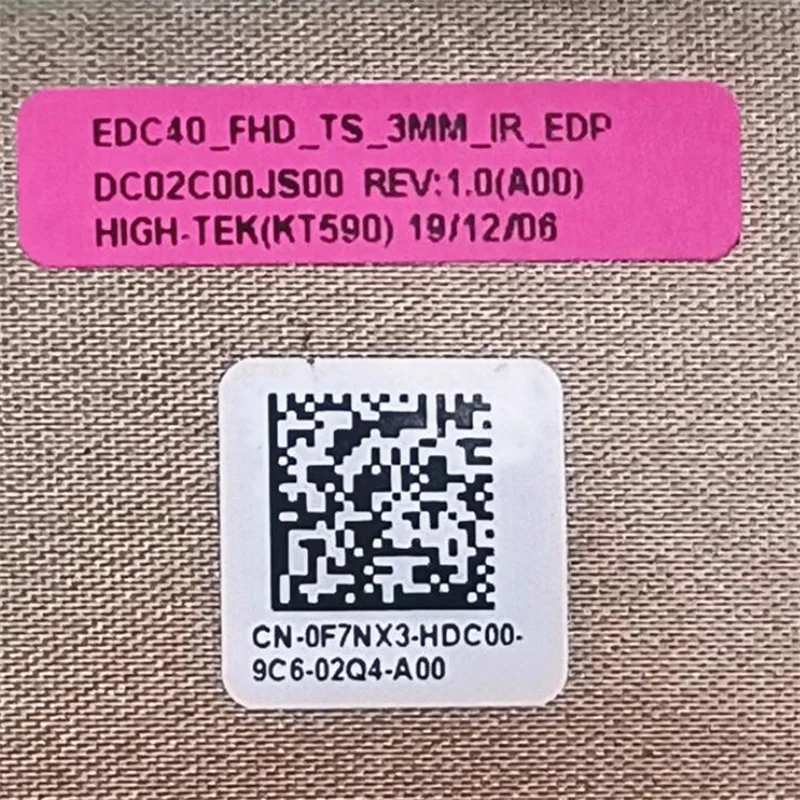 EDC40_FHD_TS_3MM_IR_EDP
DC02C00JS00 REV:1.0(A00)
HIGH-TEK(KT590) 19/12/06
CN-0F7NX3-HDC00-
9C6-02Q4-A00